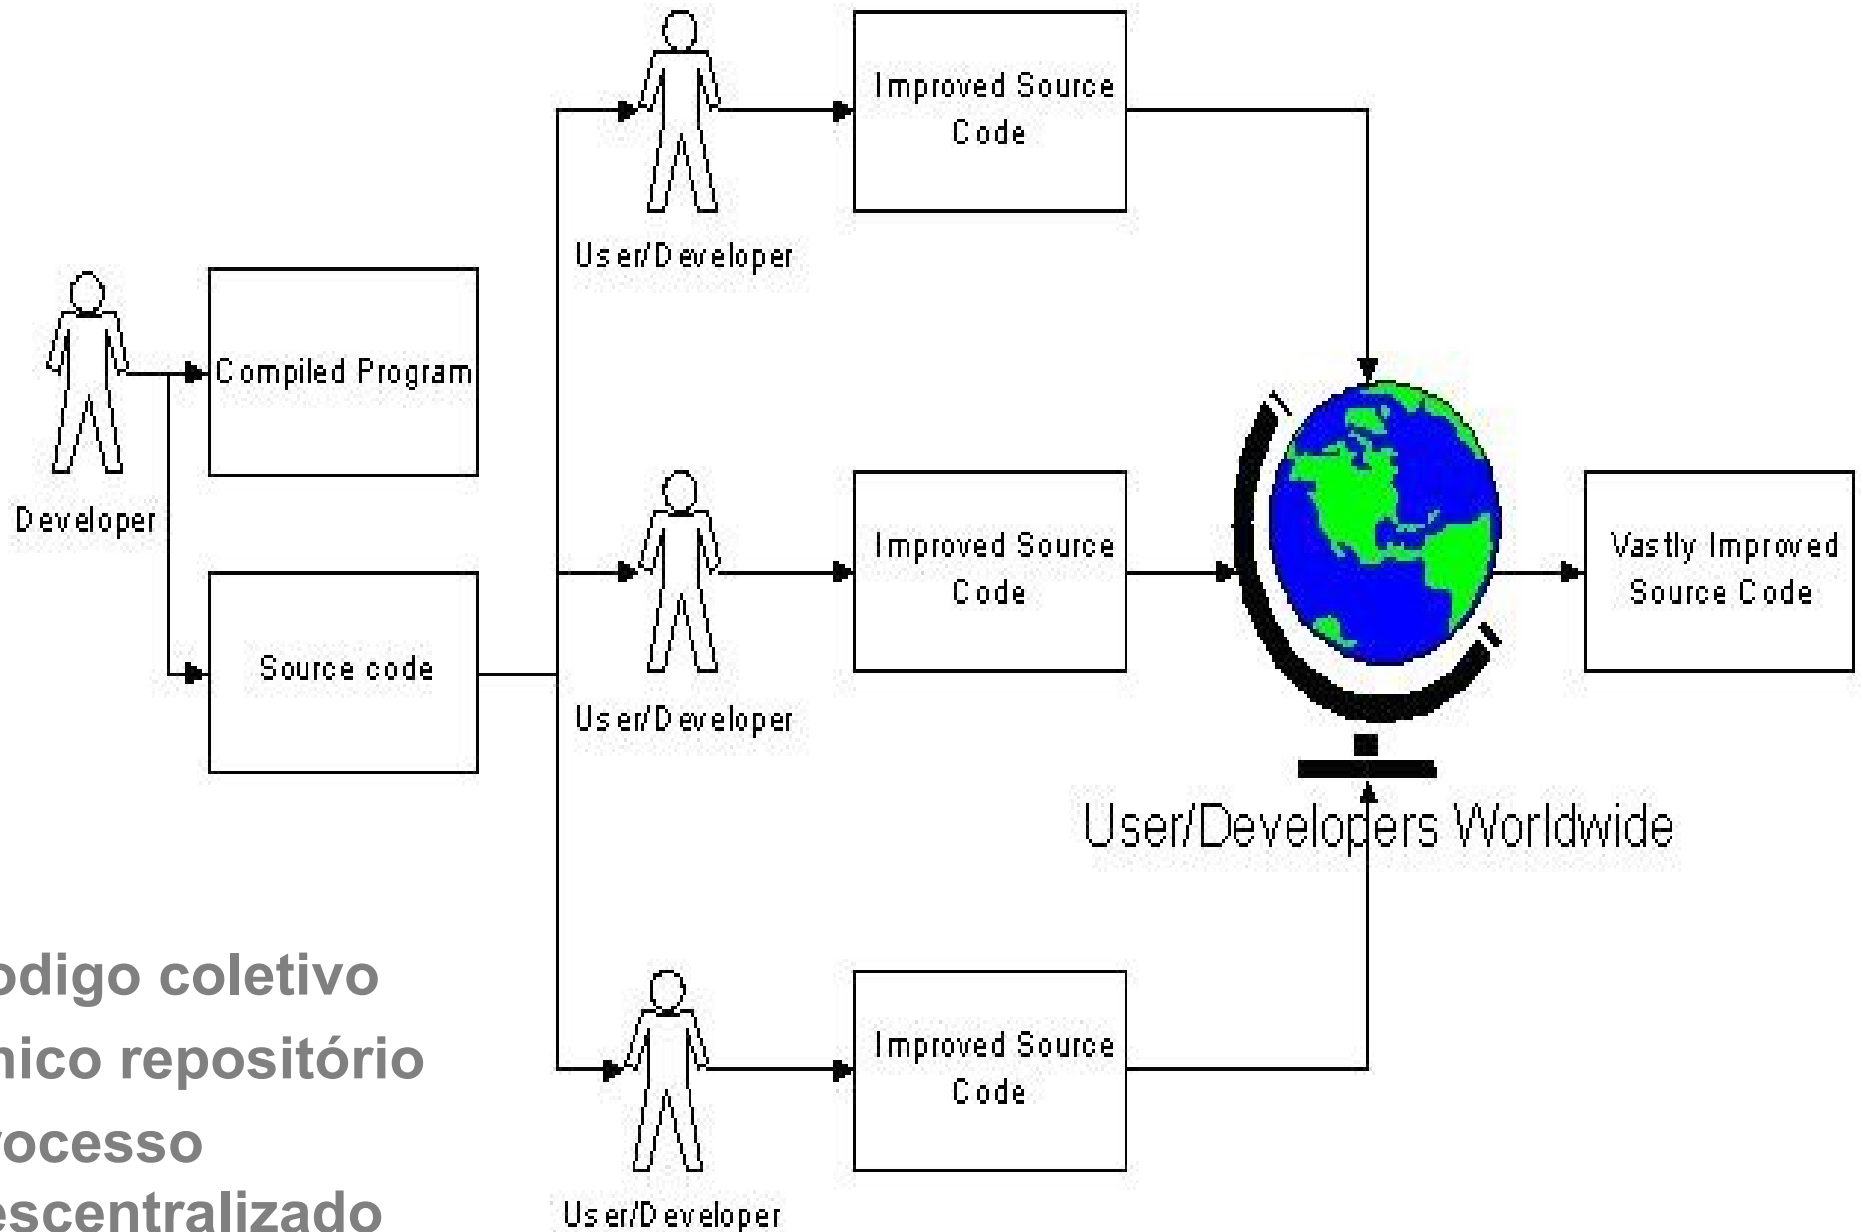 Improved Source
Code
User/Developer
Compiled Program
Developer
Source code
Improved Source
Code
User/Developer
Vastly Improved
Source Code
User/Developers Worldwide
Improved Source
Code
User/Developer
odigo coletivo
nico repositório
rocesso
escentralizado